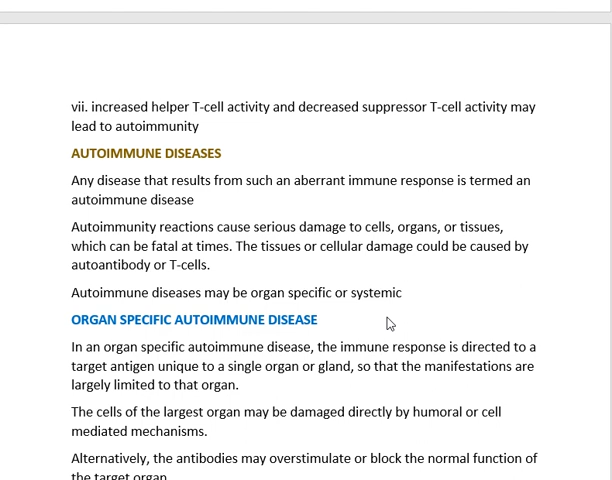 vii. increased helper T-cell activity and decreased suppressor T-cell activity may
lead to autoimmunity
AUTOIMMUNE DISEASES
Any disease that results from such an aberrant immune response is termed an
autoimmune disease
Autoimmunity reactions cause serious damage to cells, organs, or tissues,
which can be fatal at times. The tissues or cellular damage could be caused by
autoantibody or T-cells.
Autoimmune diseases may be organ specific or systemic
ORGAN SPECIFIC AUTOIMMUNE DISEASE
In an organ specific autoimmune disease, the immune response is directed to a
target antigen unique to a single organ or gland, so that the manifestations are
largely limited to that organ.
The cells of the largest organ may be damaged directly by humoral or cell
mediated mechanisms.
Alternatively, the antibodies may overstimulate or block the normal function of
the target organ